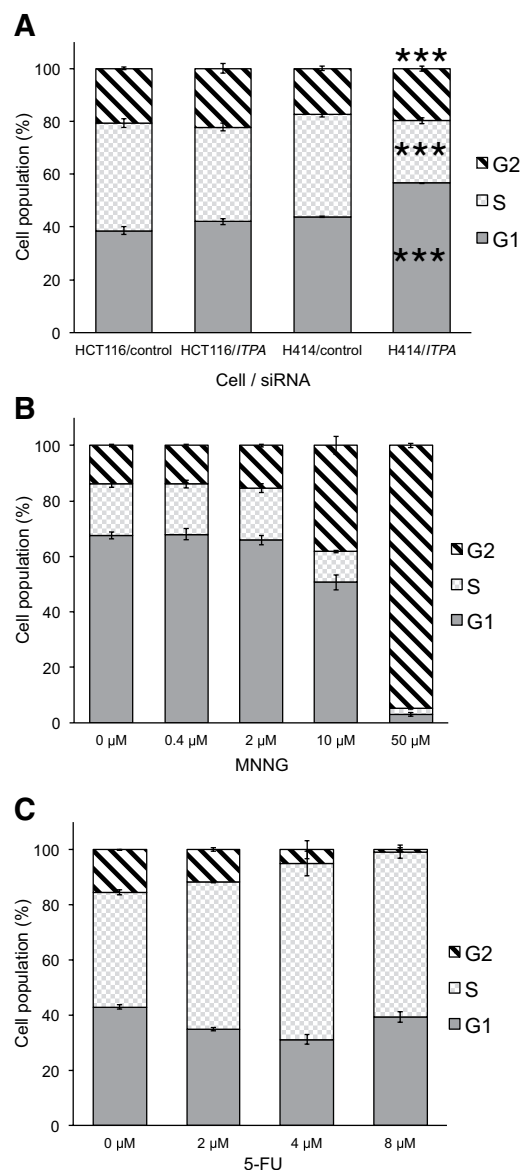 A
Cell population (%)
100
80
60
40
20
0
***
***
***
G2
S
G1
HCT116/control HCT116/ITPA H414/control H414/ITPA
Cell / siRNA
B
Cell population (%)
100
80
60
40
20
0
G2
S
G1
0 µM 0.4 µM 2 µM 10 µM 50 µM
MNNG
C
Cell population (%)
100
80
60
40
20
0
G2
S
G1
0 µM 2 µM 4 µM 8 µM
5-FU